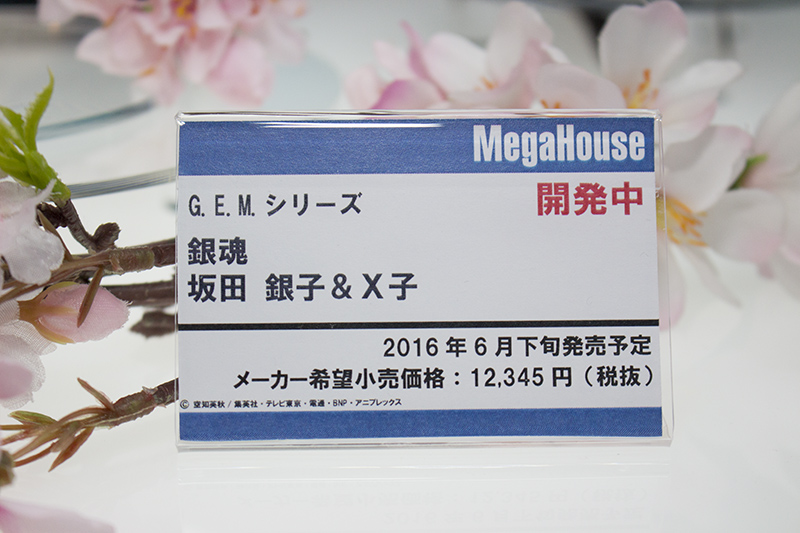 MegaHouse
G.E.M.シリーズ 開発中
銀魂
坂田 銀子＆X子
2016年6月下旬発売予定
メーカー希望小売価格：12,345円（税抜）
© 空知英秋/集英社・テレビ東京・電通・BNP・アニプレックス